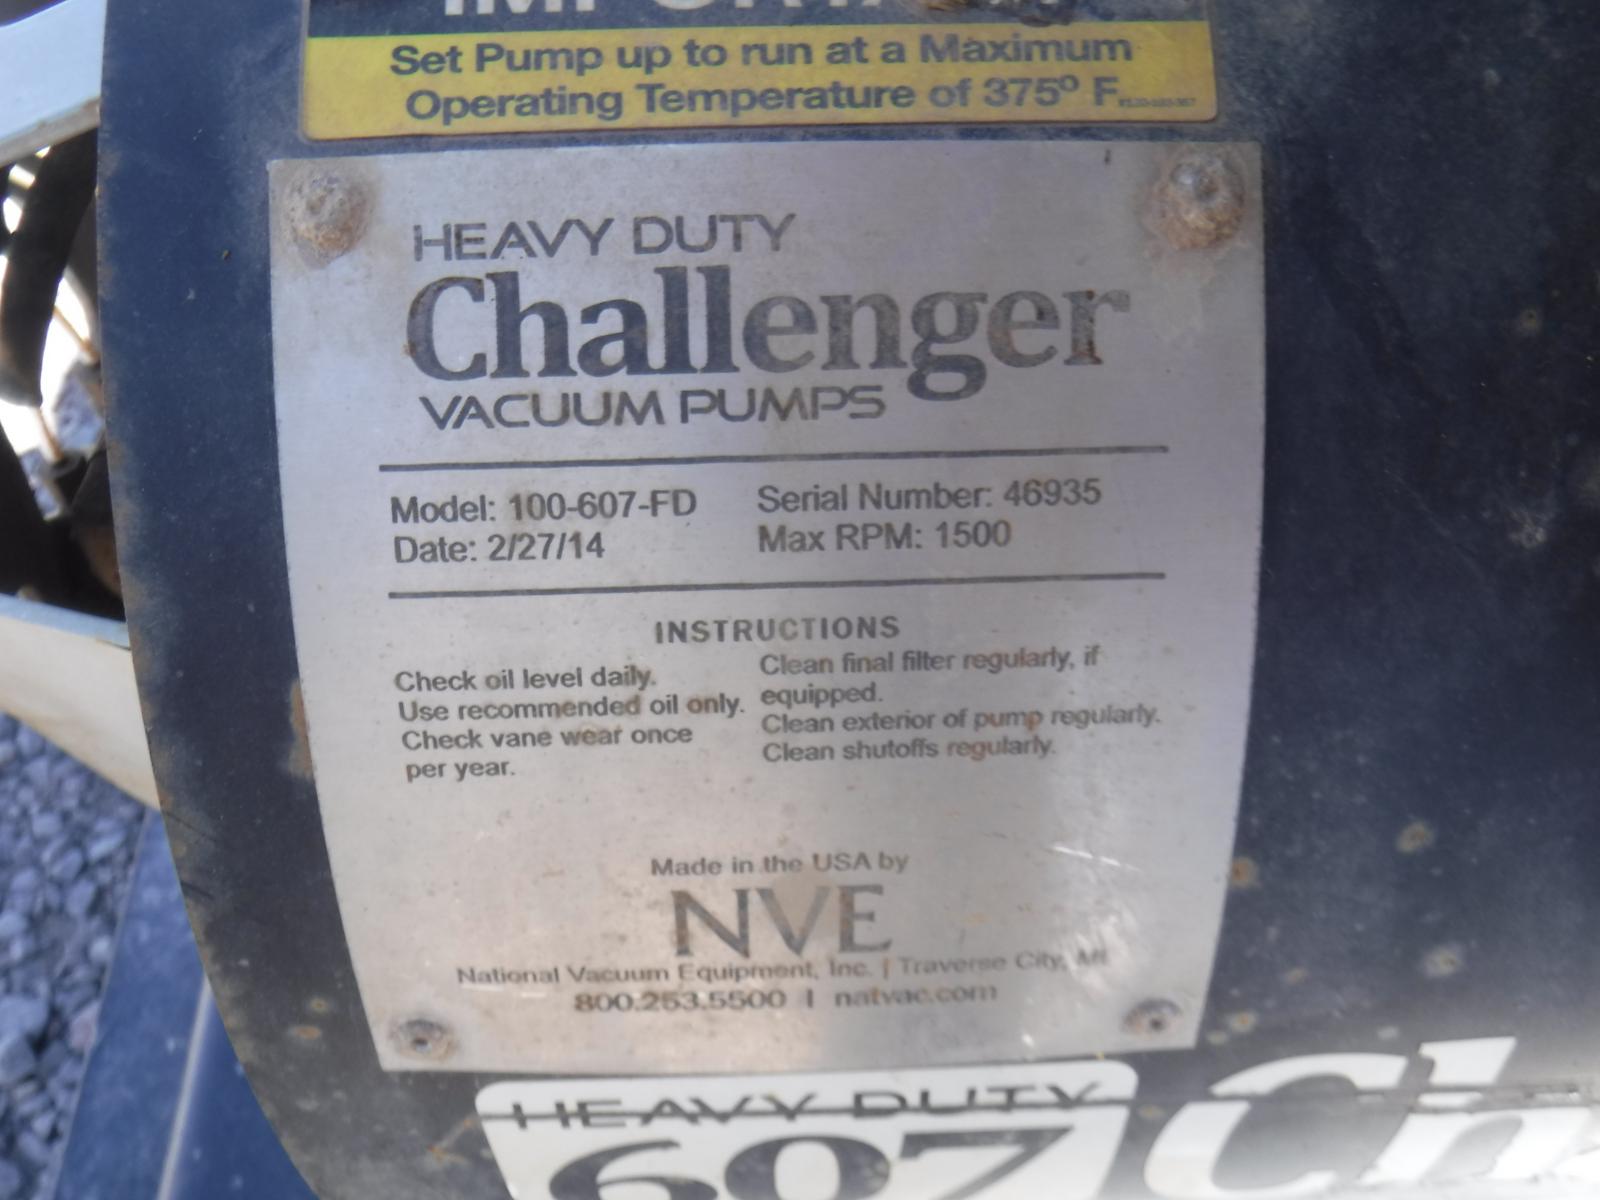 Set Pump up to run at a Maximum
Operating Temperature of 375º F
HEAVY DUTY
Challenger
VACUUM PUMPS
Model: 100-607-FD Serial Number: 46935
Date: 2/27/14 Max RPM: 1500
INSTRUCTIONS
Check oil level daily.
Use recommended oil only.
Check vane wear once
per year.
Clean final filter regularly, if
equipped.
Clean exterior of pump regularly.
Clean shutoffs regularly.
Made in the USA by
NVE
National Vacuum Equipment, Inc. | Traverse City, MI
800.253.5500 | natvac.com
HEAVY DUTY
607